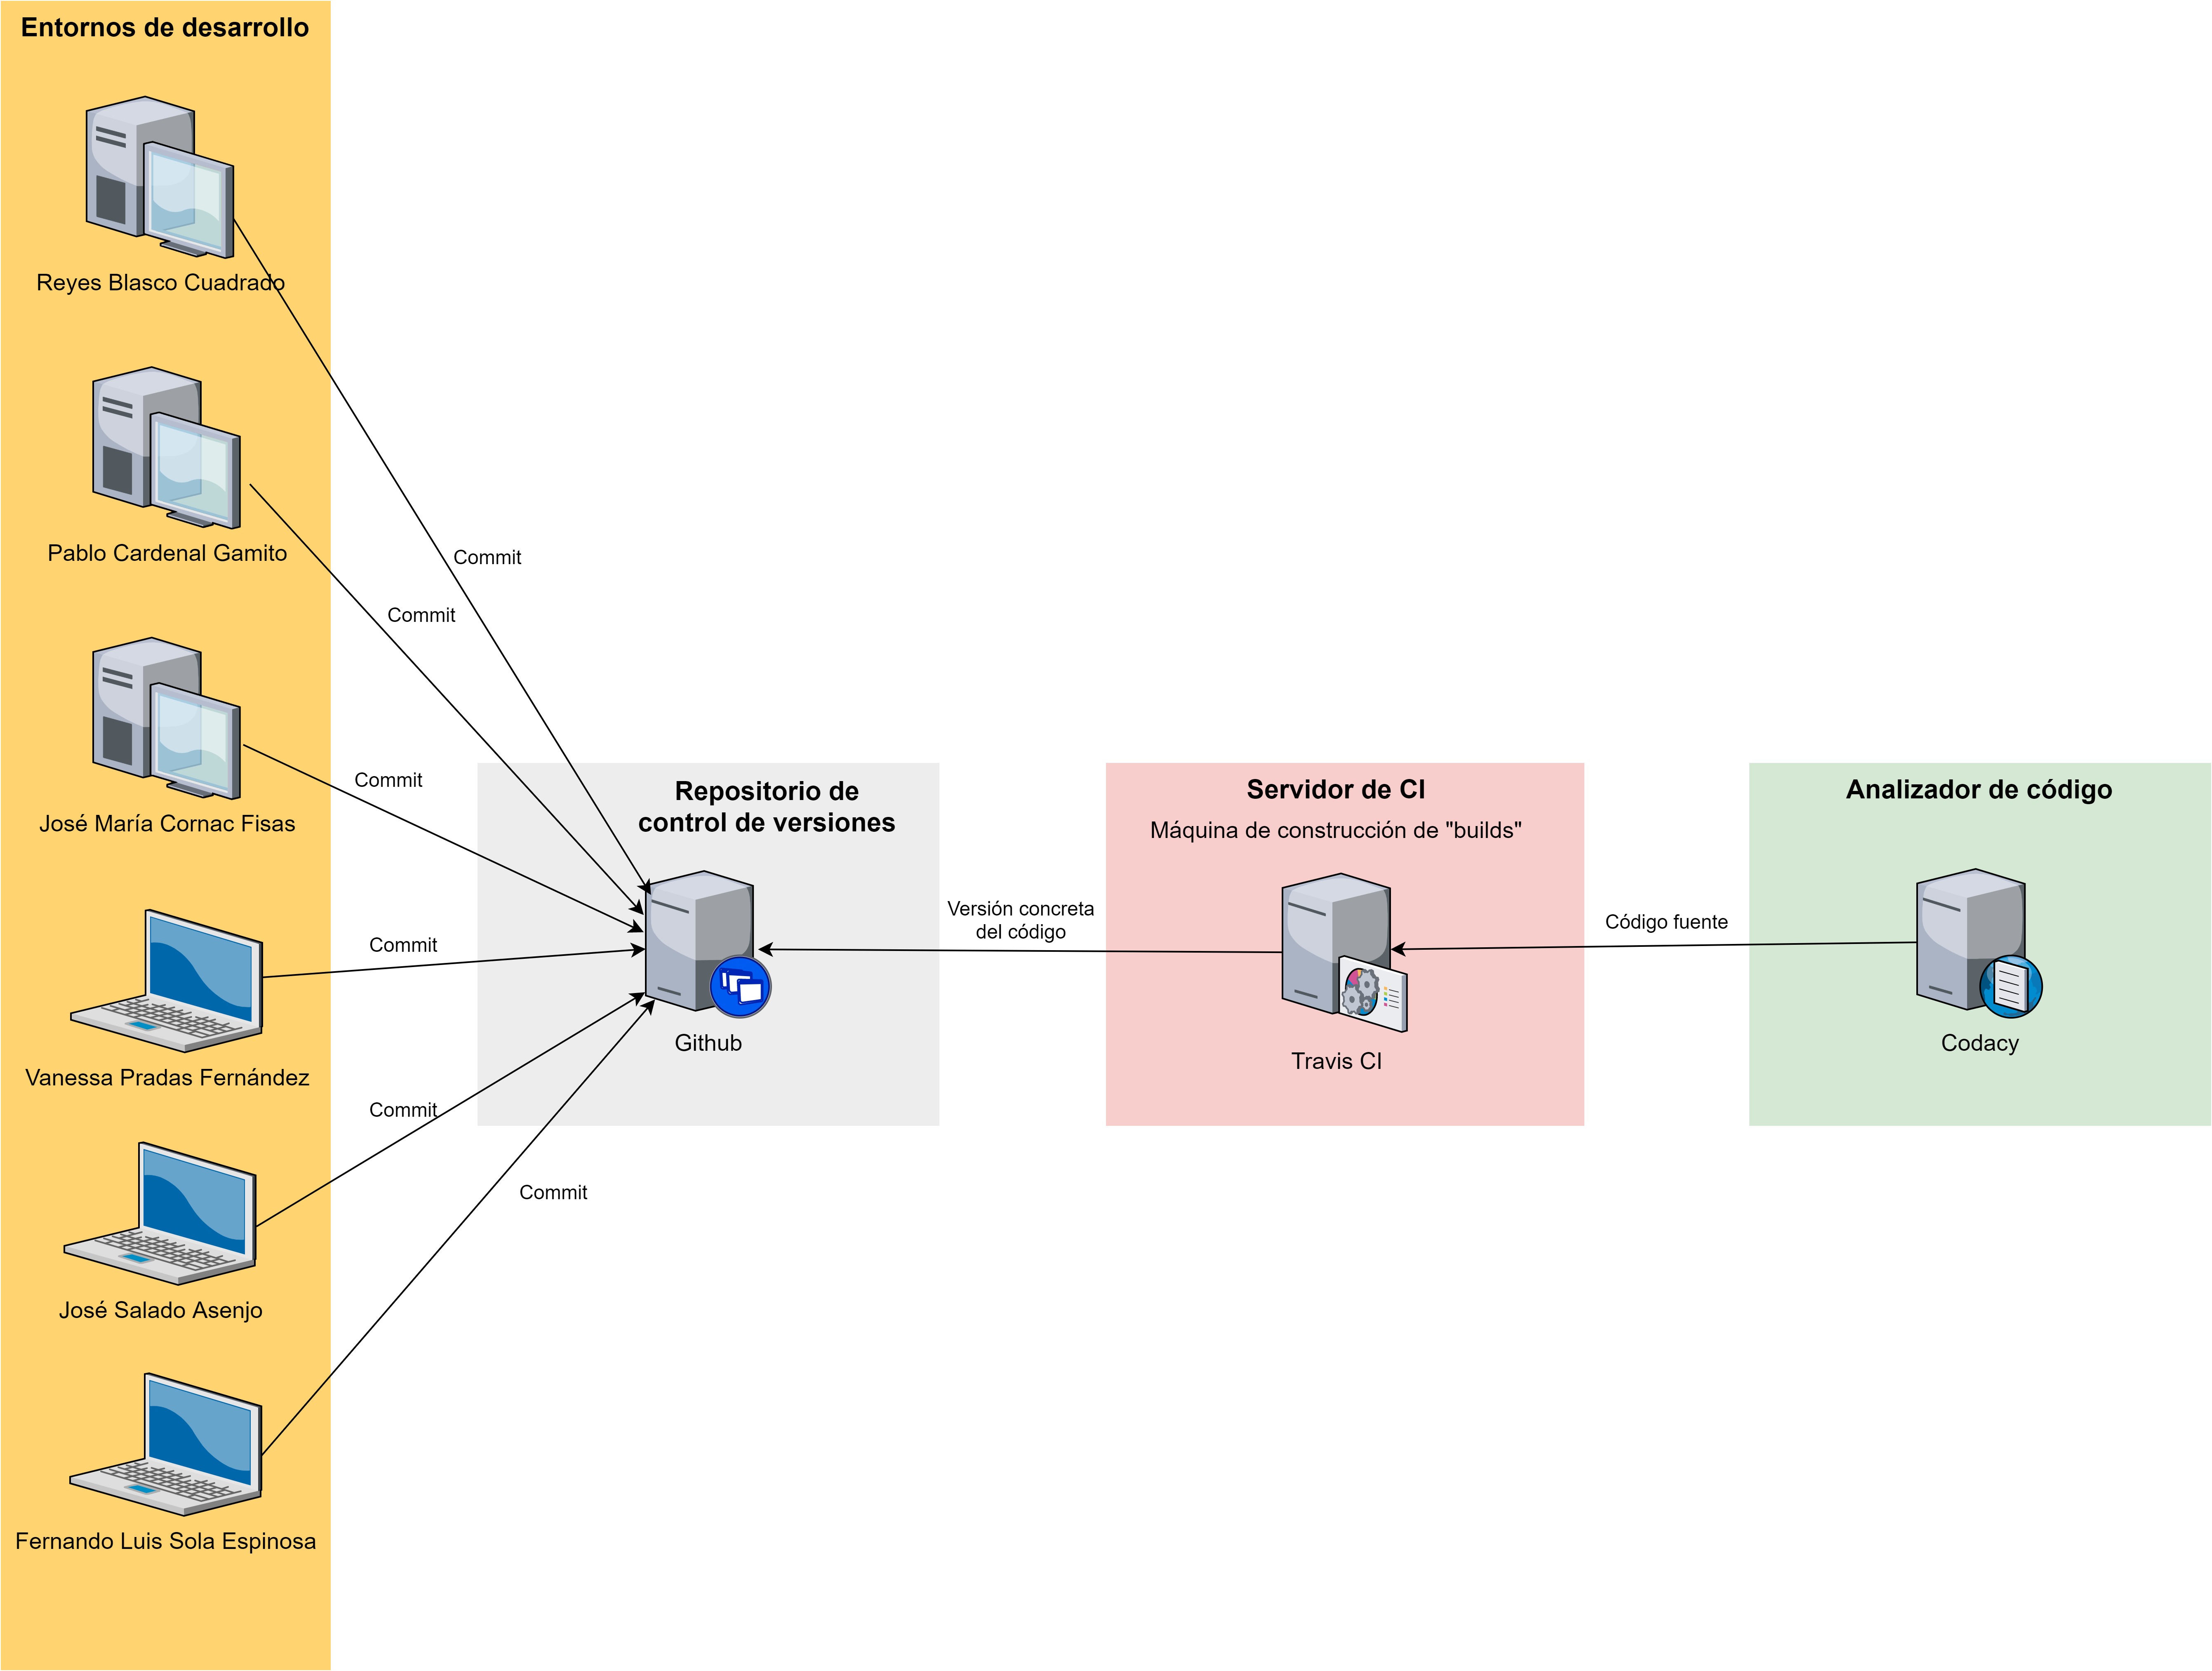 Entornos de desarrollo
Reyes Blasco Cuadrado
Pablo Cardenal Gamito
José María Cornac Fisas
Vanessa Pradas Fernández
José Salado Asenjo
Fernando Luis Sola Espinosa
Commit
Commit
Commit
Commit
Commit
Commit
Repositorio de
control de versiones
Github
Versión concreta
del código
Servidor de CI
Máquina de construcción de "builds"
Travis CI
Código fuente
Analizador de código
Codacy